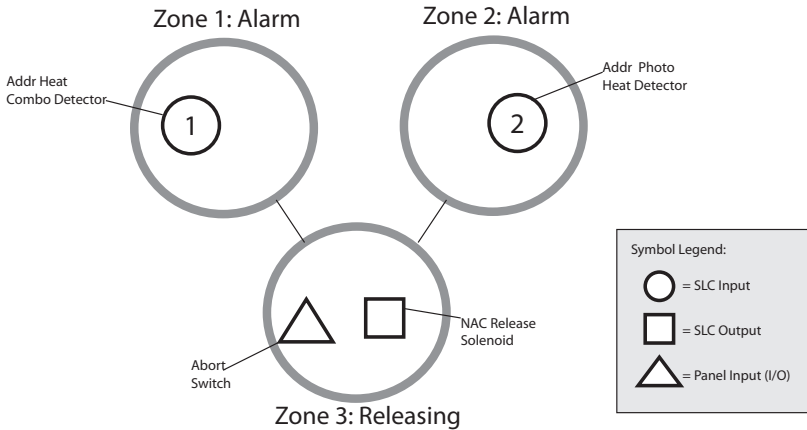 Zone 1: Alarm
Zone 2: Alarm
Addr Heat
Combo Detector
1
2
Addr Photo
Heat Detector
Abort
Switch
NAC Release
Solenoid
Zone 3: Releasing
Symbol Legend:
= SLC Input
= SLC Output
= Panel Input (I/O)